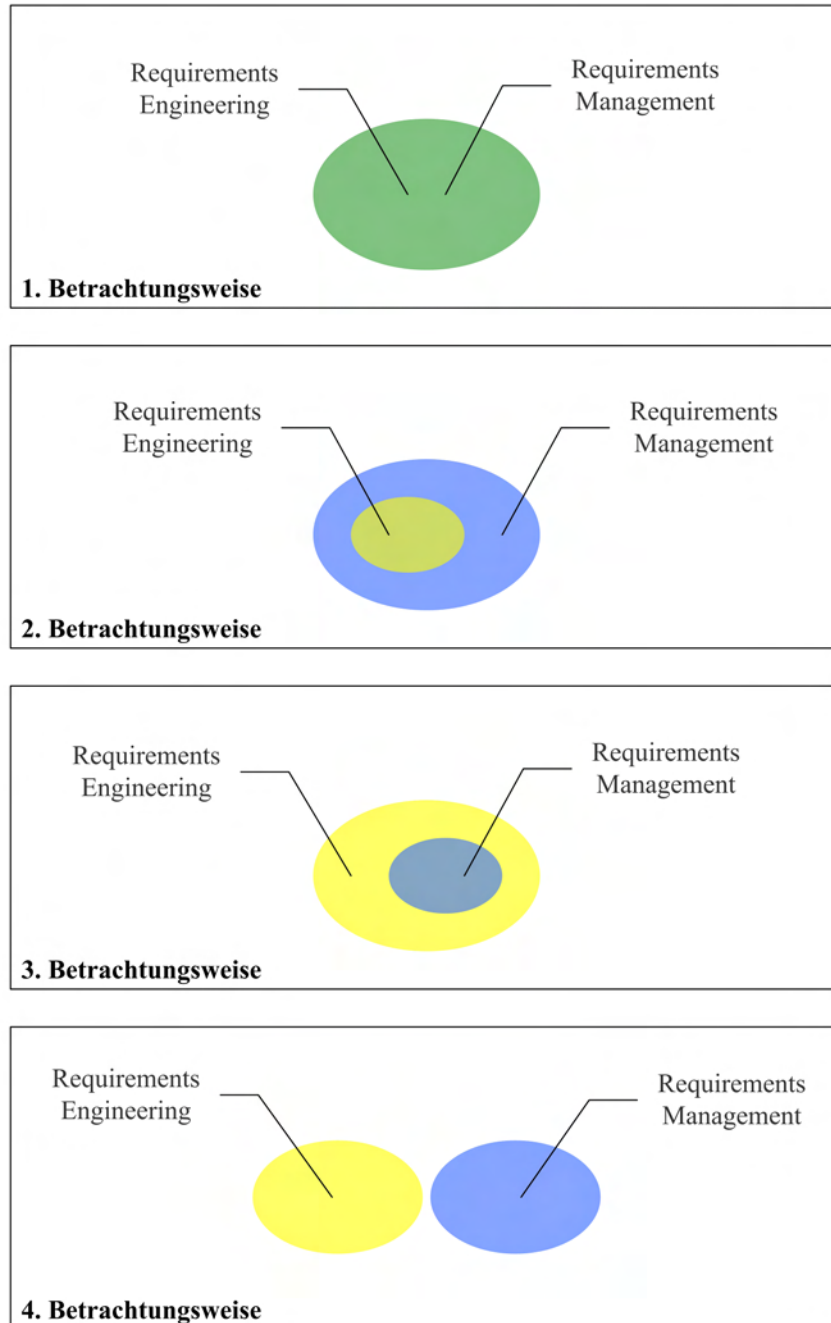 Requirements
Engineering
Requirements
Management
1. Betrachtungsweise
Requirements
Engineering
Requirements
Management
2. Betrachtungsweise
Requirements
Engineering
Requirements
Management
3. Betrachtungsweise
Requirements
Engineering
Requirements
Management
4. Betrachtungsweise